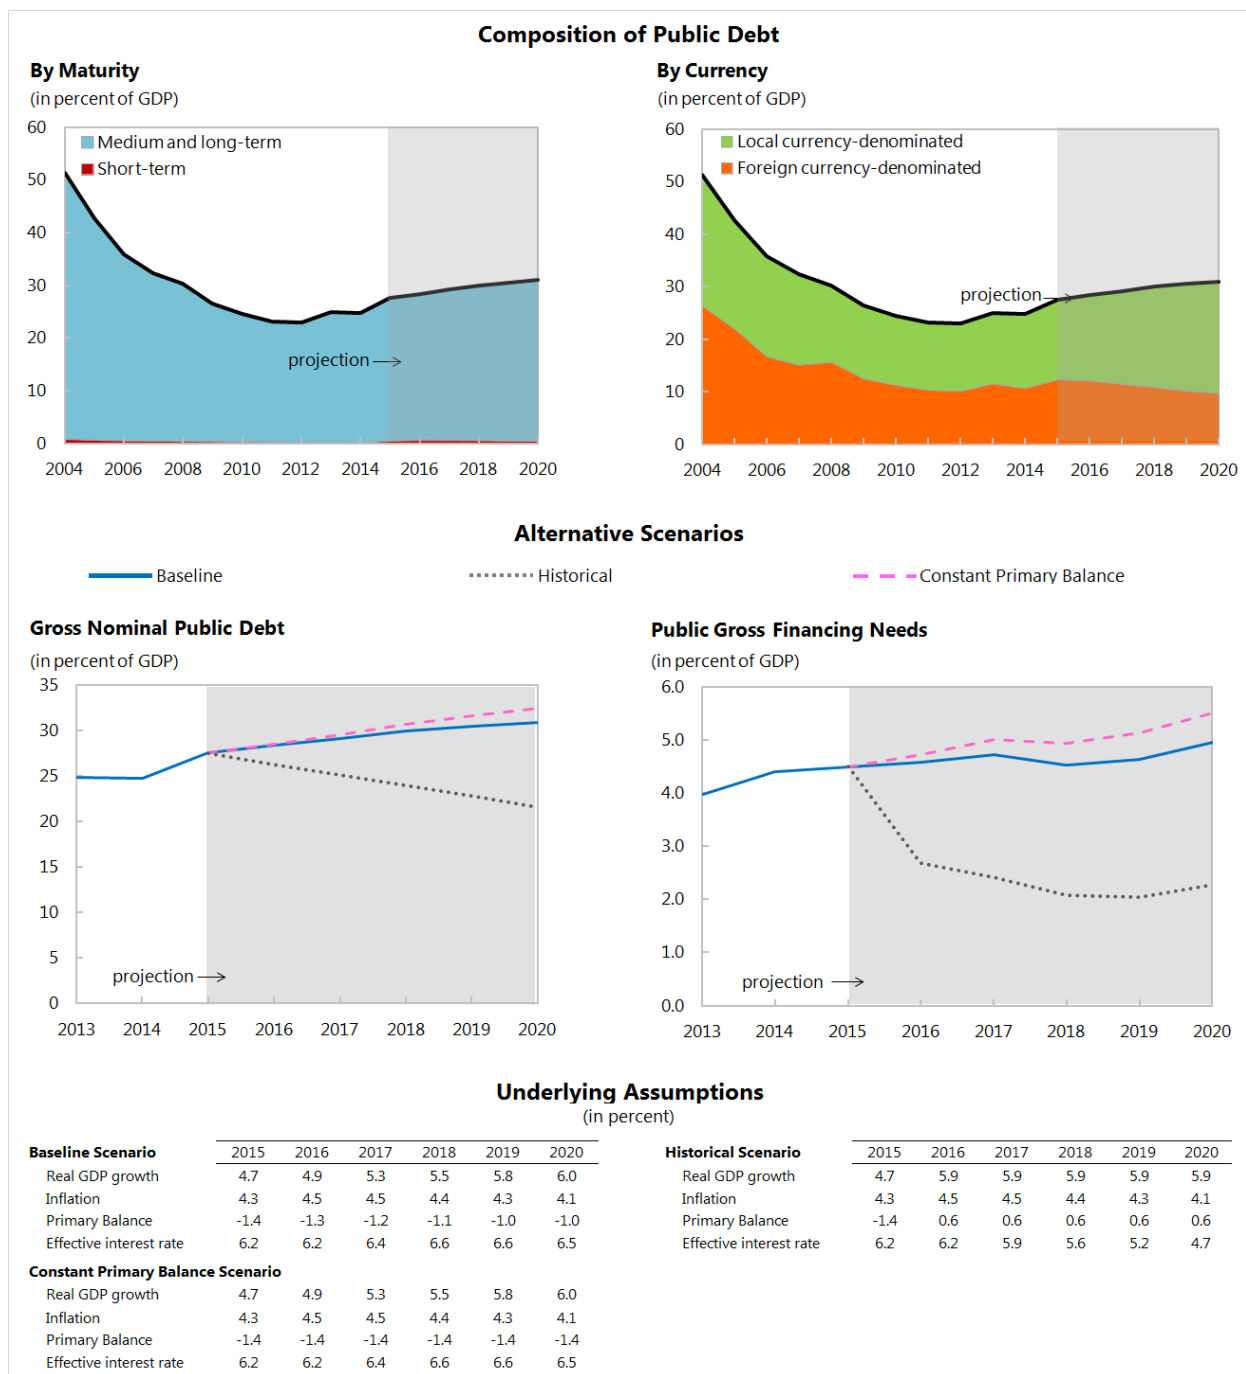 Composition of Public Debt
By Maturity
(in percent of GDP)
60
50
40
30
20
10
0
Medium and long-term
Short-term
projection
2004 2006 2008 2010 2012 2014 2016 2018 2020
By Currency
(in percent of GDP)
60
50
40
30
20
10
0
Local currency-denominated
Foreign currency-denominated
projection
2004 2006 2008 2010 2012 2014 2016 2018 2020
Alternative Scenarios
Baseline
Historical
Constant Primary Balance
Gross Nominal Public Debt
(in percent of GDP)
35
30
25
20
15
10
5
0
projection
2013 2014 2015 2016 2017 2018 2019 2020
Public Gross Financing Needs
(in percent of GDP)
6.0
5.0
4.0
3.0
2.0
1.0
0.0
projection
2013 2014 2015 2016 2017 2018 2019 2020
Underlying Assumptions
(in percent)
Baseline Scenario 2015 2016 2017 2018 2019 2020
Real GDP growth 4.7 4.9 5.3 5.5 5.8 6.0
Inflation 4.3 4.5 4.5 4.4 4.3 4.1
Primary Balance -1.4 -1.3 -1.2 -1.1 -1.0 -1.0
Effective interest rate 6.2 6.2 6.4 6.6 6.6 6.5
Constant Primary Balance Scenario
Real GDP growth 4.7 4.9 5.3 5.5 5.8 6.0
Inflation 4.3 4.5 4.5 4.4 4.3 4.1
Primary Balance -1.4 -1.4 -1.4 -1.4 -1.4 -1.4
Effective interest rate 6.2 6.2 6.4 6.6 6.6 6.5
Historical Scenario 2015 2016 2017 2018 2019 2020
Real GDP growth 4.7 5.9 5.9 5.9 5.9 5.9
Inflation 4.3 4.5 4.5 4.4 4.3 4.1
Primary Balance -1.4 0.6 0.6 0.6 0.6 0.6
Effective interest rate 6.2 6.2 5.9 5.6 5.2 4.7